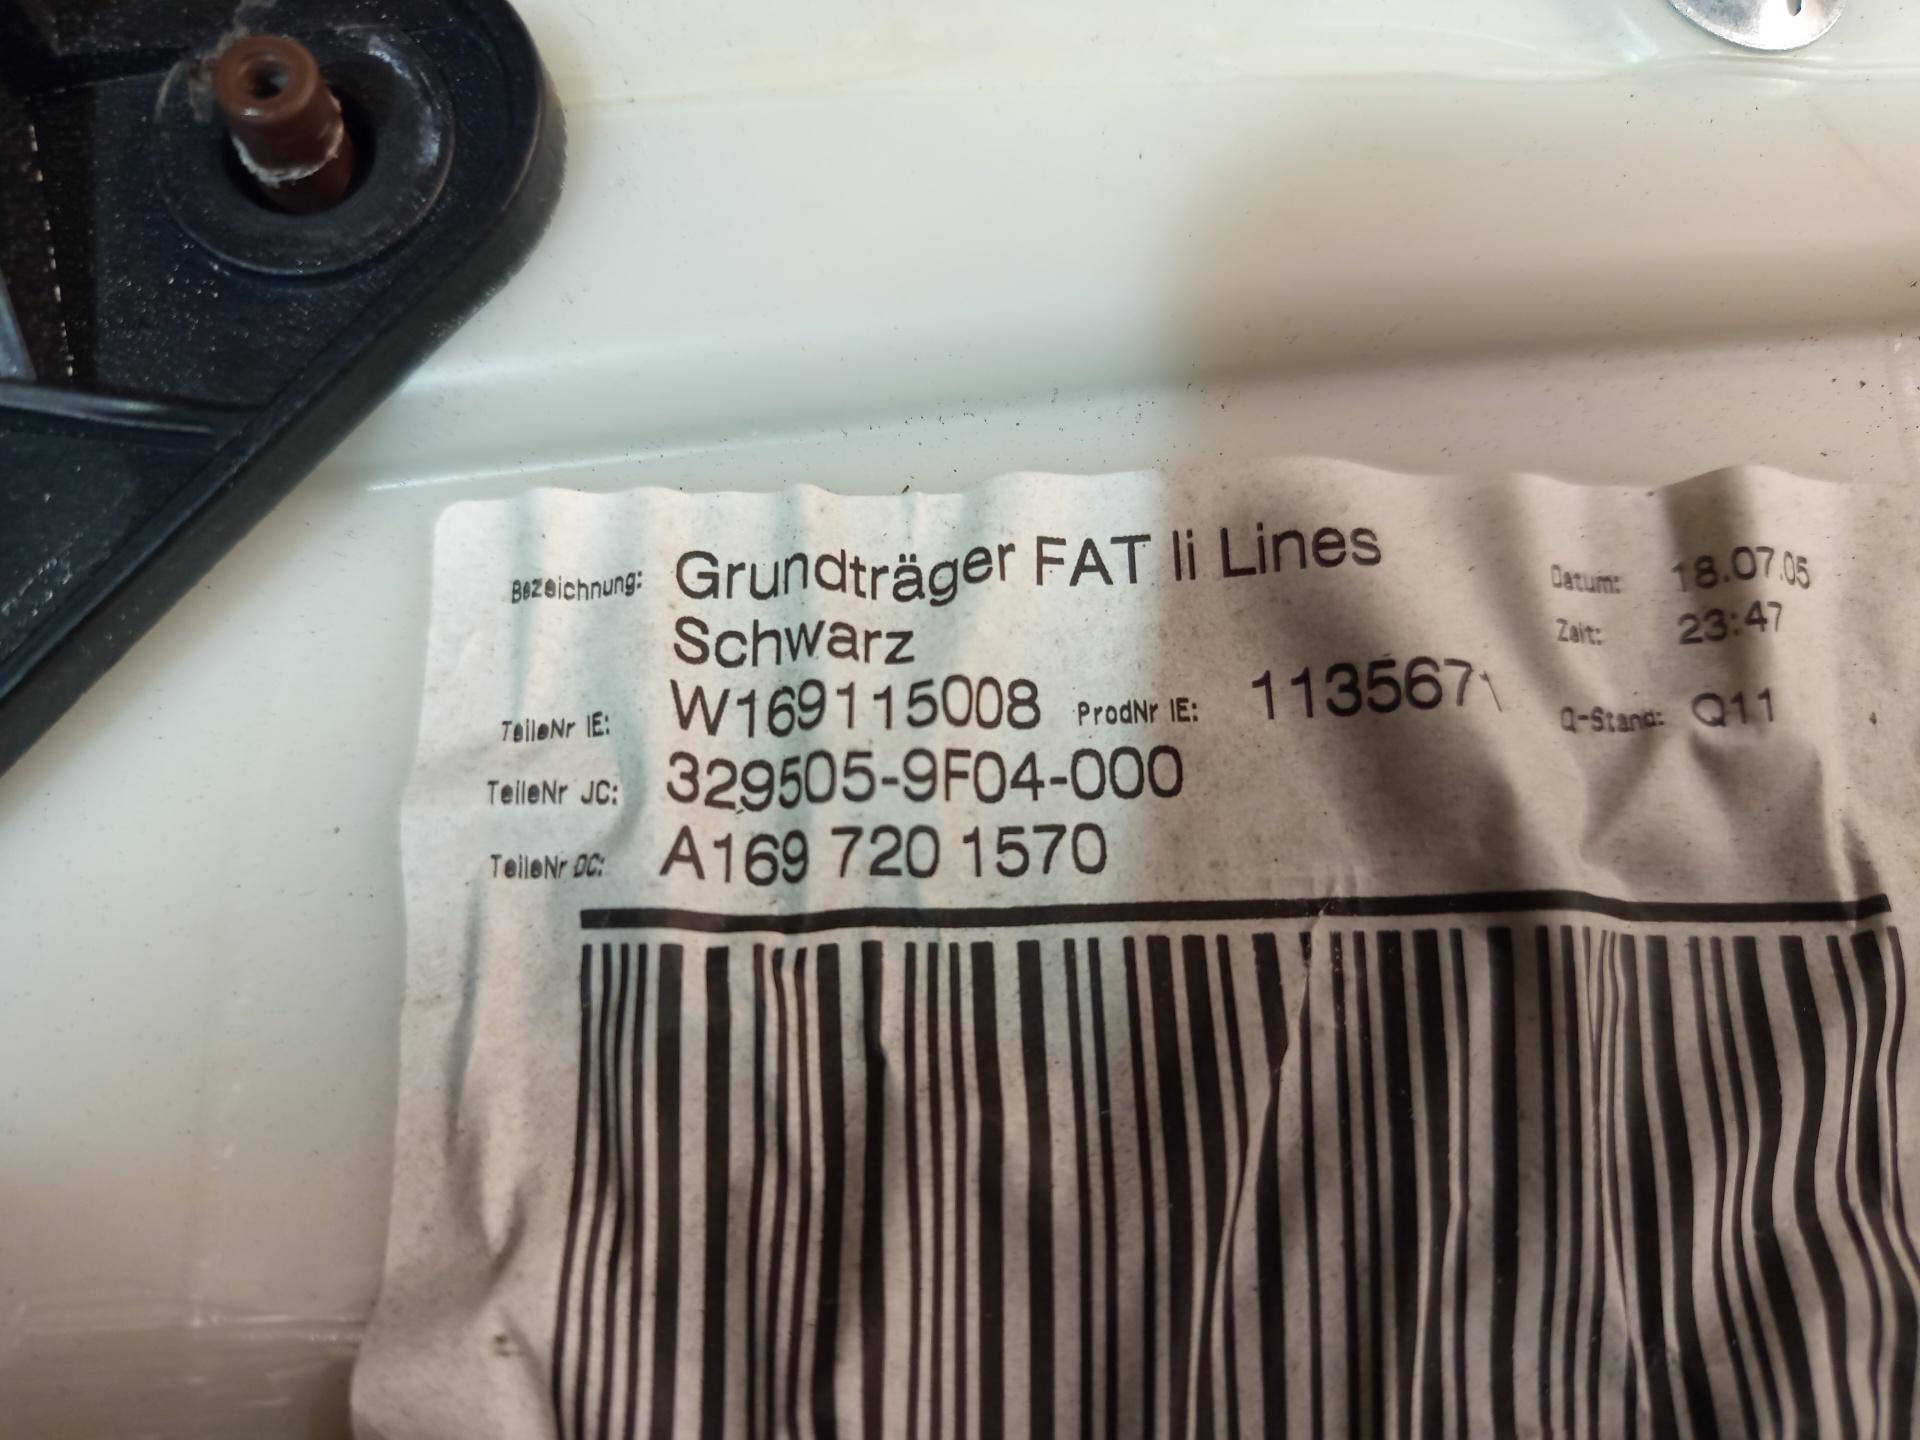 Bezeichnung: Grundträger FAT li Lines
Schwarz
Datum: 18.07.05
Zeit: 23:47
TeileNr IE: W169115008 ProdNr IE: 1135671
Q-Stand: Q11
TeileNr JC: 329505-9F04-000
TeileNr DC: A169 720 1570